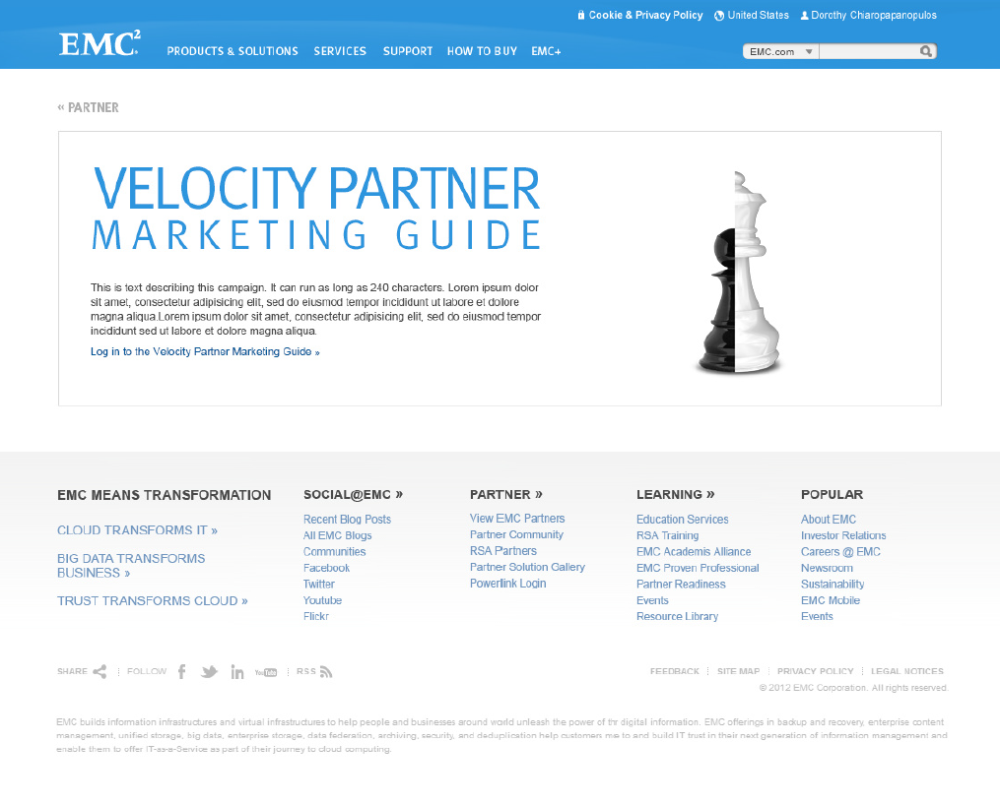 Cookie & Privacy Policy United States Dorothy Chiaropapanopulos
EMC²
PRODUCTS & SOLUTIONS SERVICES SUPPORT HOW TO BUY EMC+
EMC.com
« PARTNER
VELOCITY PARTNER
MARKETING GUIDE
This is text describing this campaign. It can run as long as 240 characters. Lorem ipsum dolor
sit amet, consectetur adipisicing elit, sed do eiusmod tempor incididunt ut labore et dolore
magna aliqua.Lorem ipsum dolor sit amet, consectetur adipisicing elit, sed do eiusmod tempor
incididunt sed ut labore et dolore magna aliqua.
Log in to the Velocity Partner Marketing Guide »
EMC MEANS TRANSFORMATION
CLOUD TRANSFORMS IT »
BIG DATA TRANSFORMS
BUSINESS »
TRUST TRANSFORMS CLOUD »
SOCIAL@EMC »
Recent Blog Posts
All EMC Blogs
Communities
Facebook
Twitter
Youtube
Flickr
PARTNER »
View EMC Partners
Partner Community
RSA Partners
Partner Solution Gallery
Powerlink Login
LEARNING »
Education Services
RSA Training
EMC Academis Alliance
EMC Proven Professional
Partner Readiness
Events
Resource Library
POPULAR
About EMC
Investor Relations
Careers @ EMC
Newsroom
Sustainability
EMC Mobile
Events
SHARE FOLLOW YouTube RSS
FEEDBACK SITE MAP PRIVACY POLICY LEGAL NOTICES
© 2012 EMC Corporation. All rights reserved.
EMC builds information infrastructures and virtual infrastructures to help people and businesses around world unleash the power of thr digital information. EMC offerings in backup and recovery, enterprise content
management, unified storage, big data, enterprise storage, data federation, archiving, security, and deduplication help customers me to and build IT trust in their next generation of information management and
enable them to offer IT-as-a-Service as part of their journey to cloud computing.